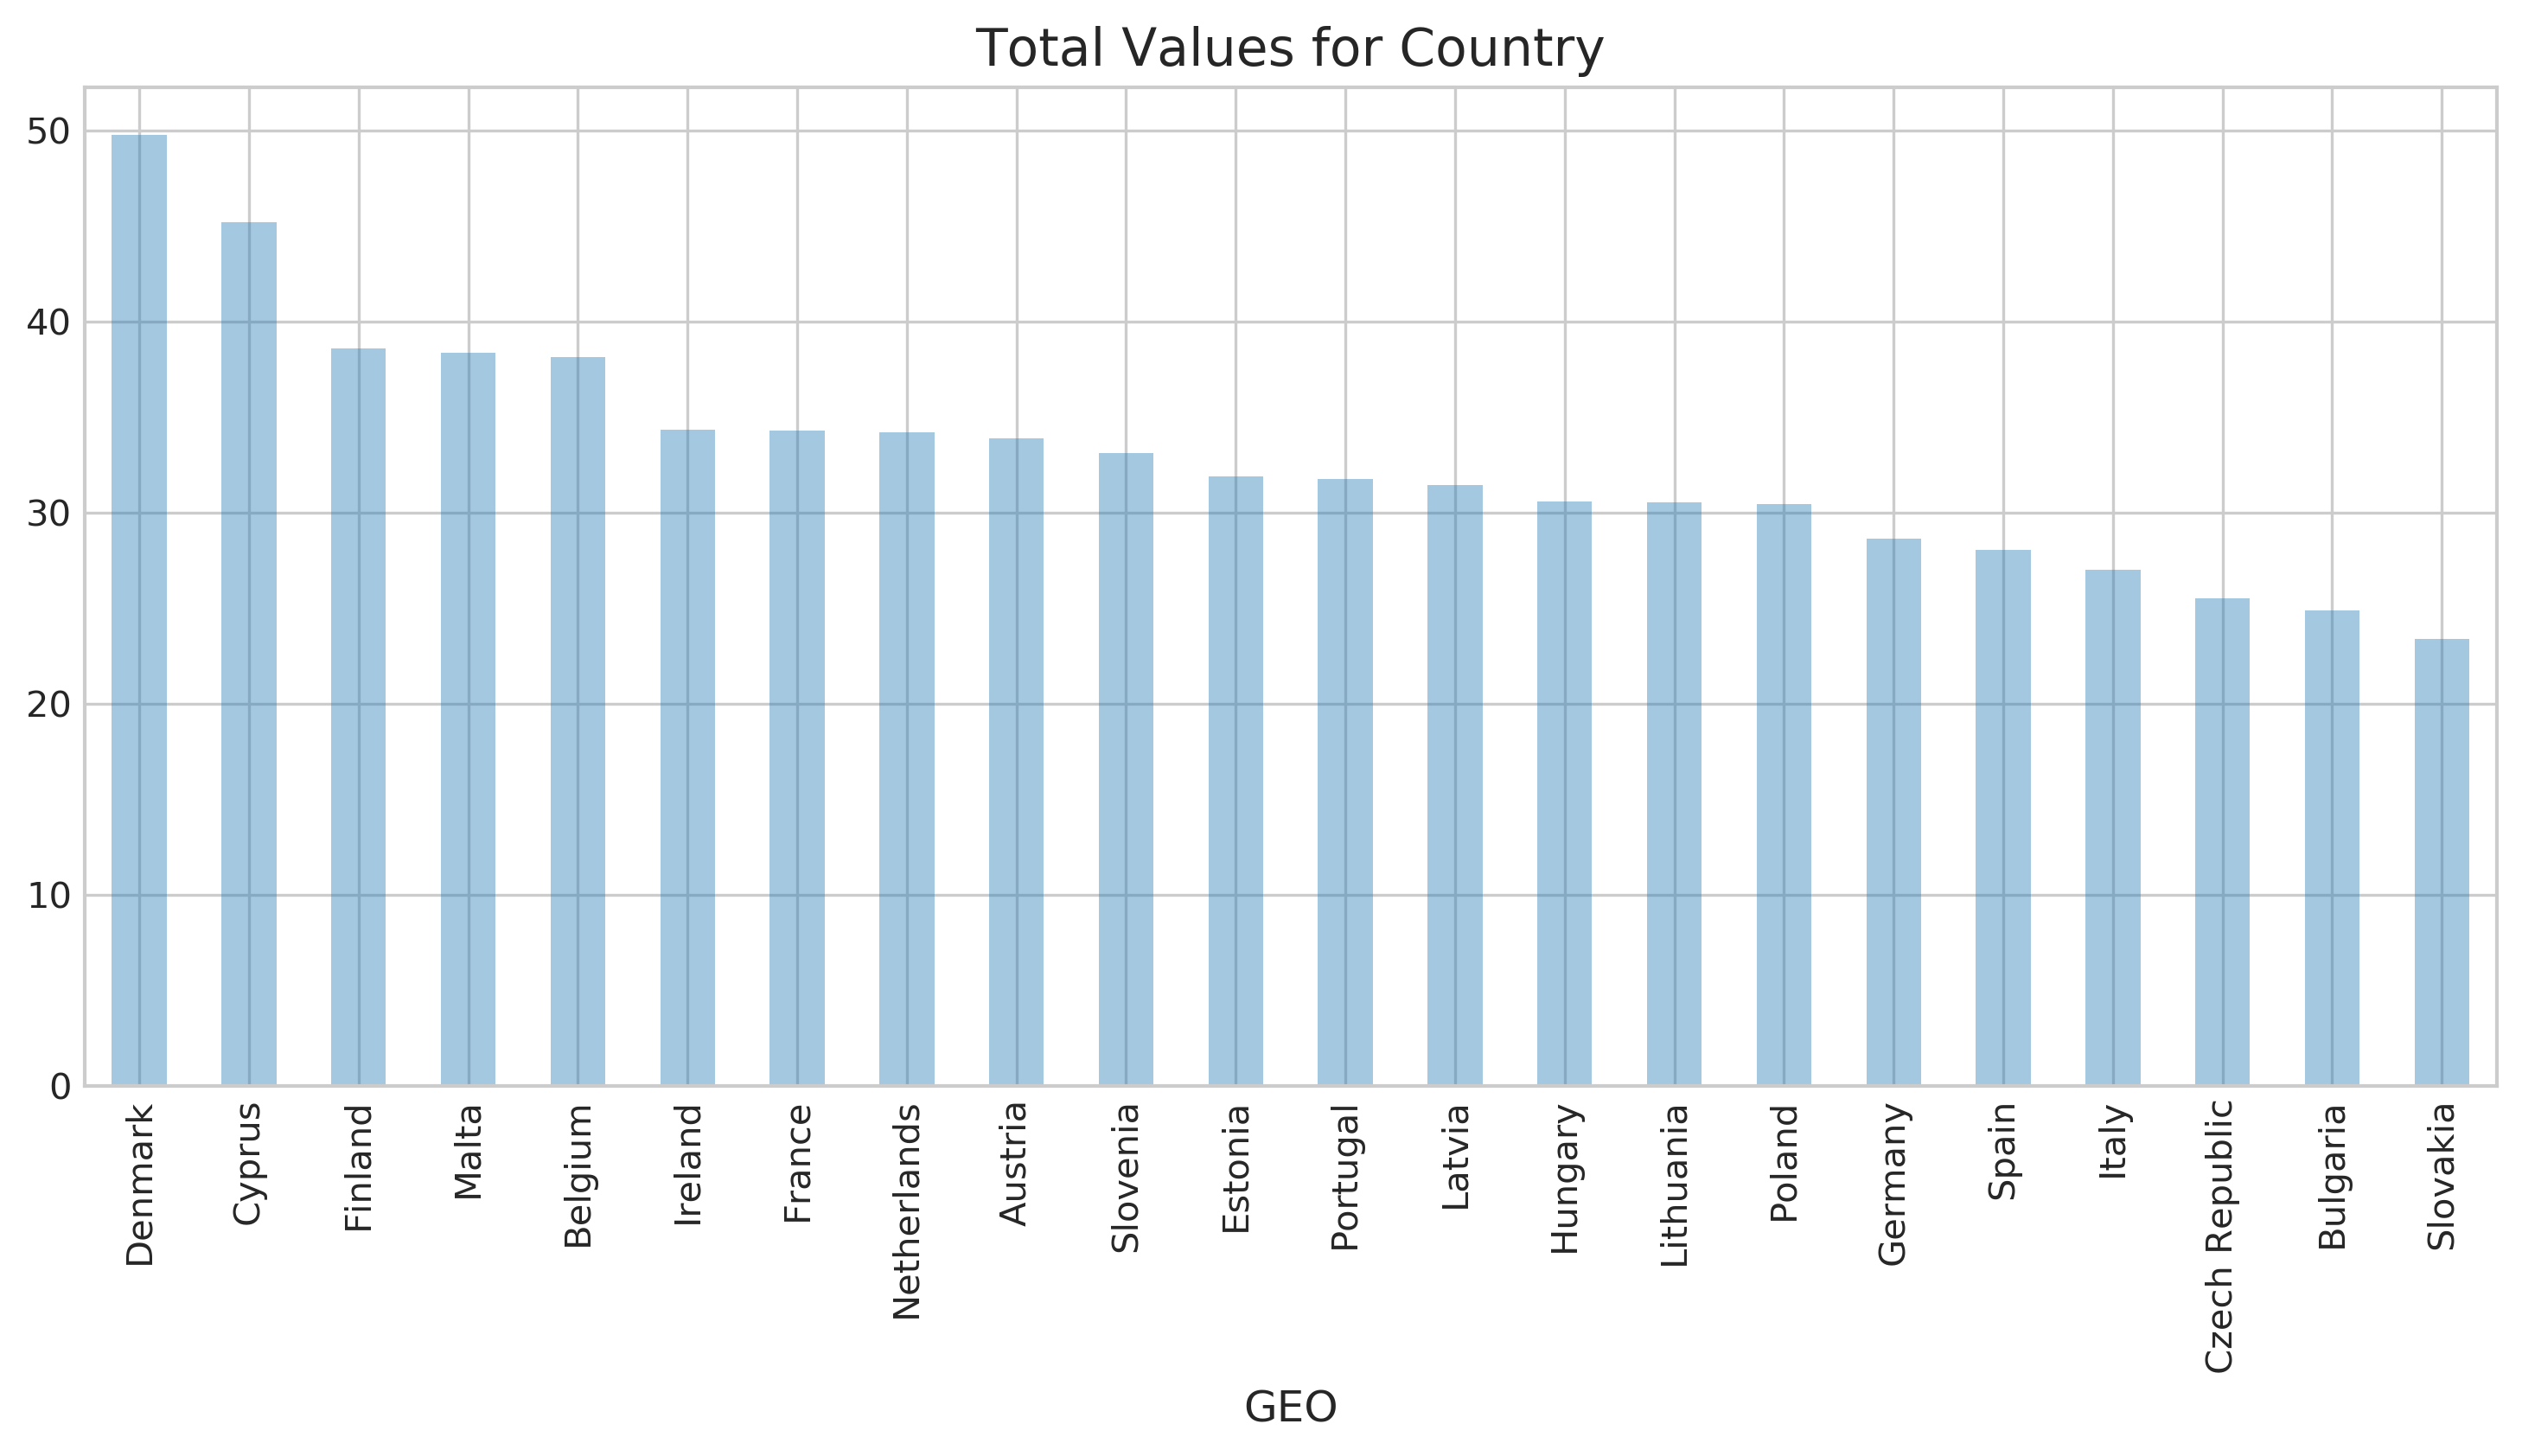 Total Values for Country
50
40
30
20
10
0
Denmark
Cyprus
Finland
Malta
Belgium
Ireland
France
Netherlands
Austria
Slovenia
Estonia
Portugal
Latvia
Hungary
Lithuania
Poland
Germany
Spain
Italy
Czech Republic
Bulgaria
Slovakia
GEO